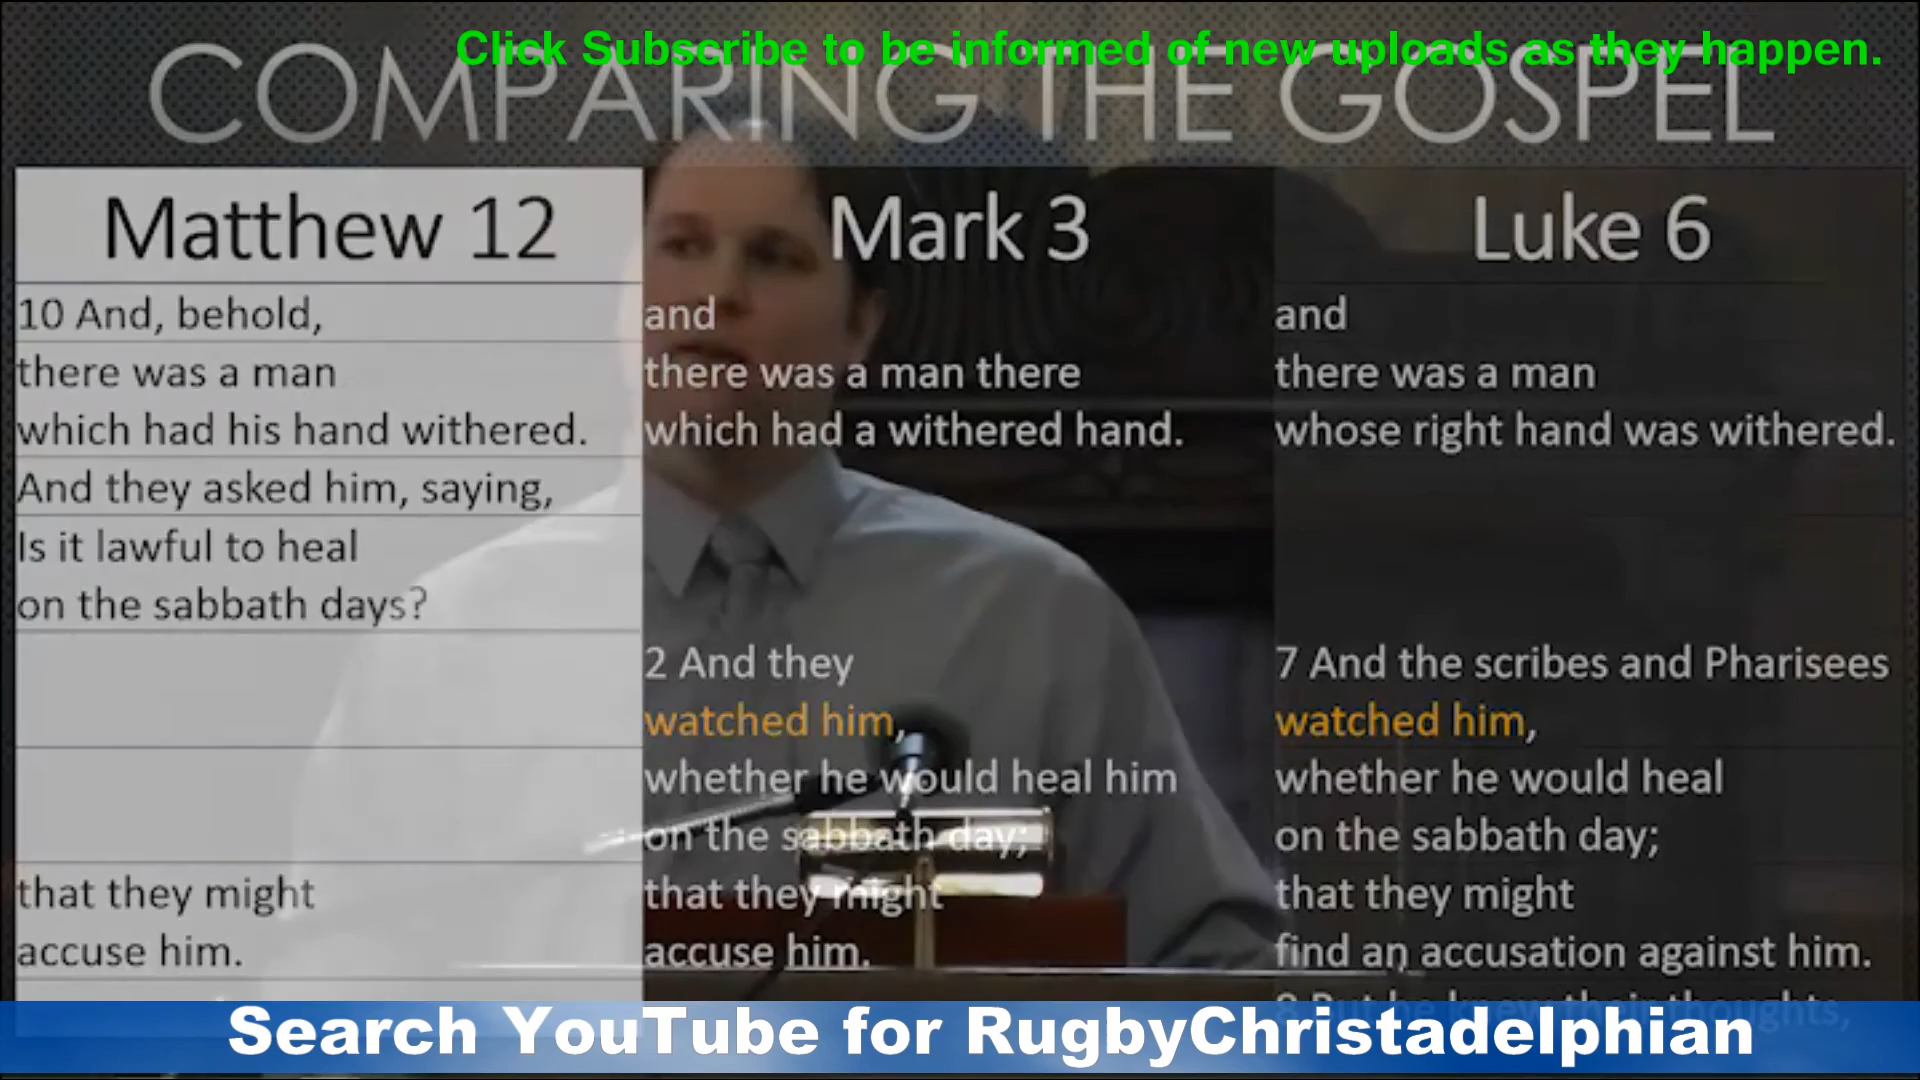 Click Subscribe to be informed of new uploads as they happen.
COMPARING THE GOSPEL
Matthew 12
10 And, behold,
there was a man
which had his hand withered.
And they asked him, saying,
Is it lawful to heal
on the sabbath days?
that they might
accuse him.
Mark 3
and
there was a man there
which had a withered hand.
2 And they
watched him,
whether he would heal him
on the sabbath day;
that they might
accuse him.
Luke 6
and
there was a man
whose right hand was withered.
7 And the scribes and Pharisees
watched him,
whether he would heal
on the sabbath day;
that they might
find an accusation against him.
8 But he knew their thoughts,
Search YouTube for RugbyChristadelphian